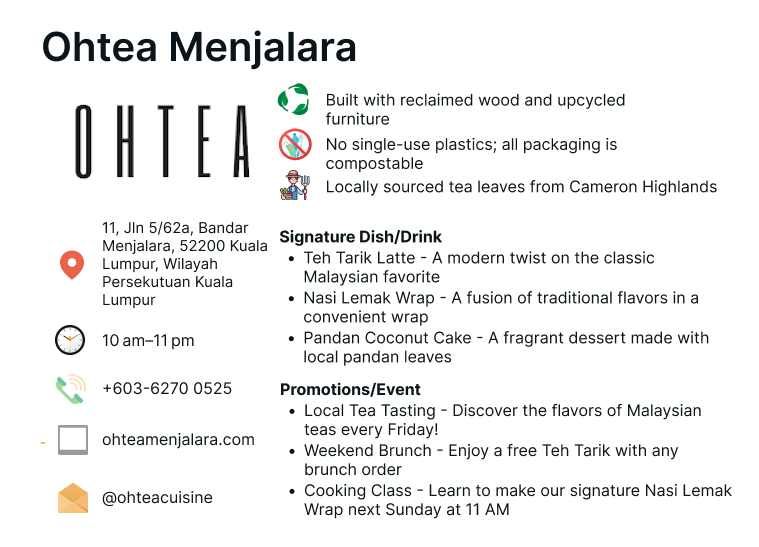 Ohtea Menjalara
OHTEA
Built with reclaimed wood and upcycled
furniture
No single-use plastics; all packaging is
compostable
Locally sourced tea leaves from Cameron Highlands
11, Jln 5/62a, Bandar
Menjalara, 52200 Kuala
Lumpur, Wilayah
Persekutuan Kuala
Lumpur
10 am–11 pm
+603-6270 0525
ohteamenjalara.com
@ohteacuisine
Signature Dish/Drink
• Teh Tarik Latte - A modern twist on the classic
Malaysian favorite
• Nasi Lemak Wrap - A fusion of traditional flavors in a
convenient wrap
• Pandan Coconut Cake - A fragrant dessert made with
local pandan leaves
Promotions/Event
• Local Tea Tasting - Discover the flavors of Malaysian
teas every Friday!
• Weekend Brunch - Enjoy a free Teh Tarik with any
brunch order
• Cooking Class - Learn to make our signature Nasi Lemak
Wrap next Sunday at 11 AM